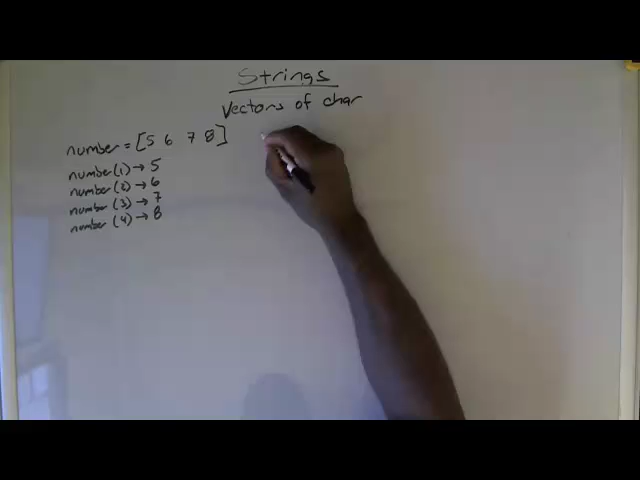 Strings
Vectors of char
number = [5 6 7 8]
number(1) → 5
number (2) → 6
number (3) → 7
number (4) → 8